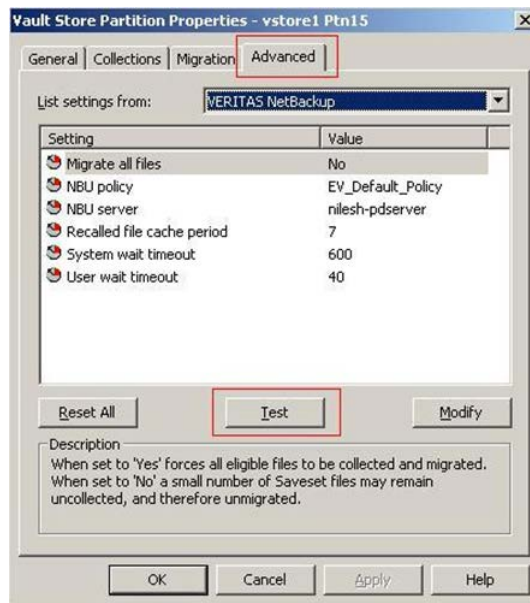 Vault Store Partition Properties - vstore1 Ptn15
General Collections Migration Advanced
List settings from: VERITAS NetBackup
Setting Value
Migrate all files No
NBU policy EV_Default_Policy
NBU server nilesh-pdserver
Recalled file cache period 7
System wait timeout 600
User wait timeout 40
Reset All Test Modify
Description
When set to 'Yes' forces all eligible files to be collected and migrated.
When set to 'No' a small number of Saveset files may remain
uncollected, and therefore unmigrated.
OK Cancel Apply Help